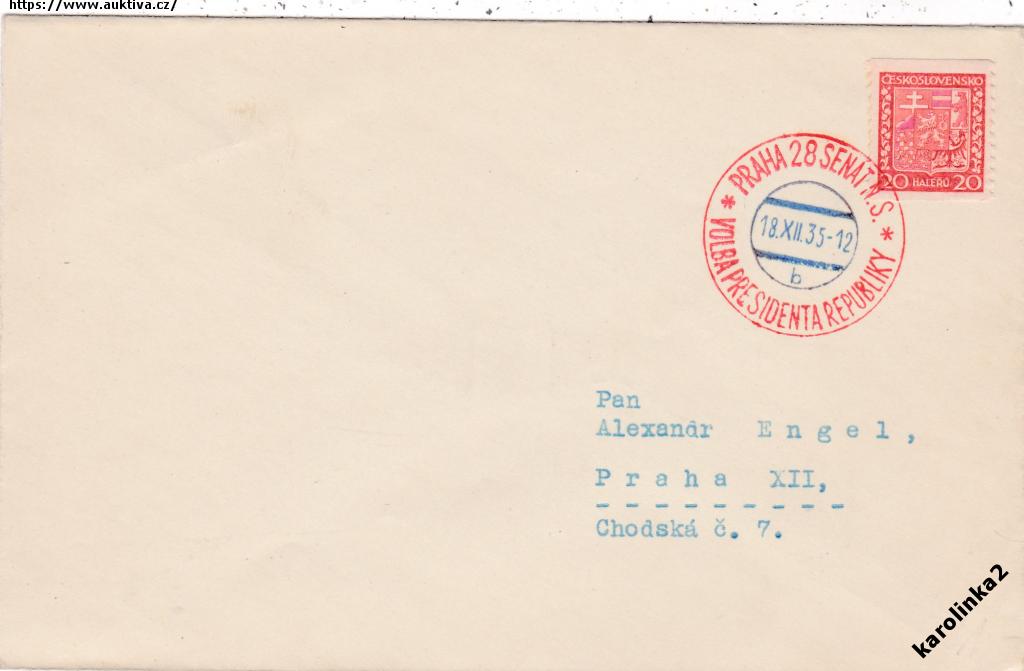 https://www.auktiva.cz/
ČESKOSLOVENSKO
20 HALÉŘŮ 20
* PRAHA 28 SENÁT N.S. *
18.XII.35-12
b
VOLBA PRESIDENTA REPUBLIKY
Pan
Alexandr Engel,
Praha XII,
Chodská č. 7.
karolinka2